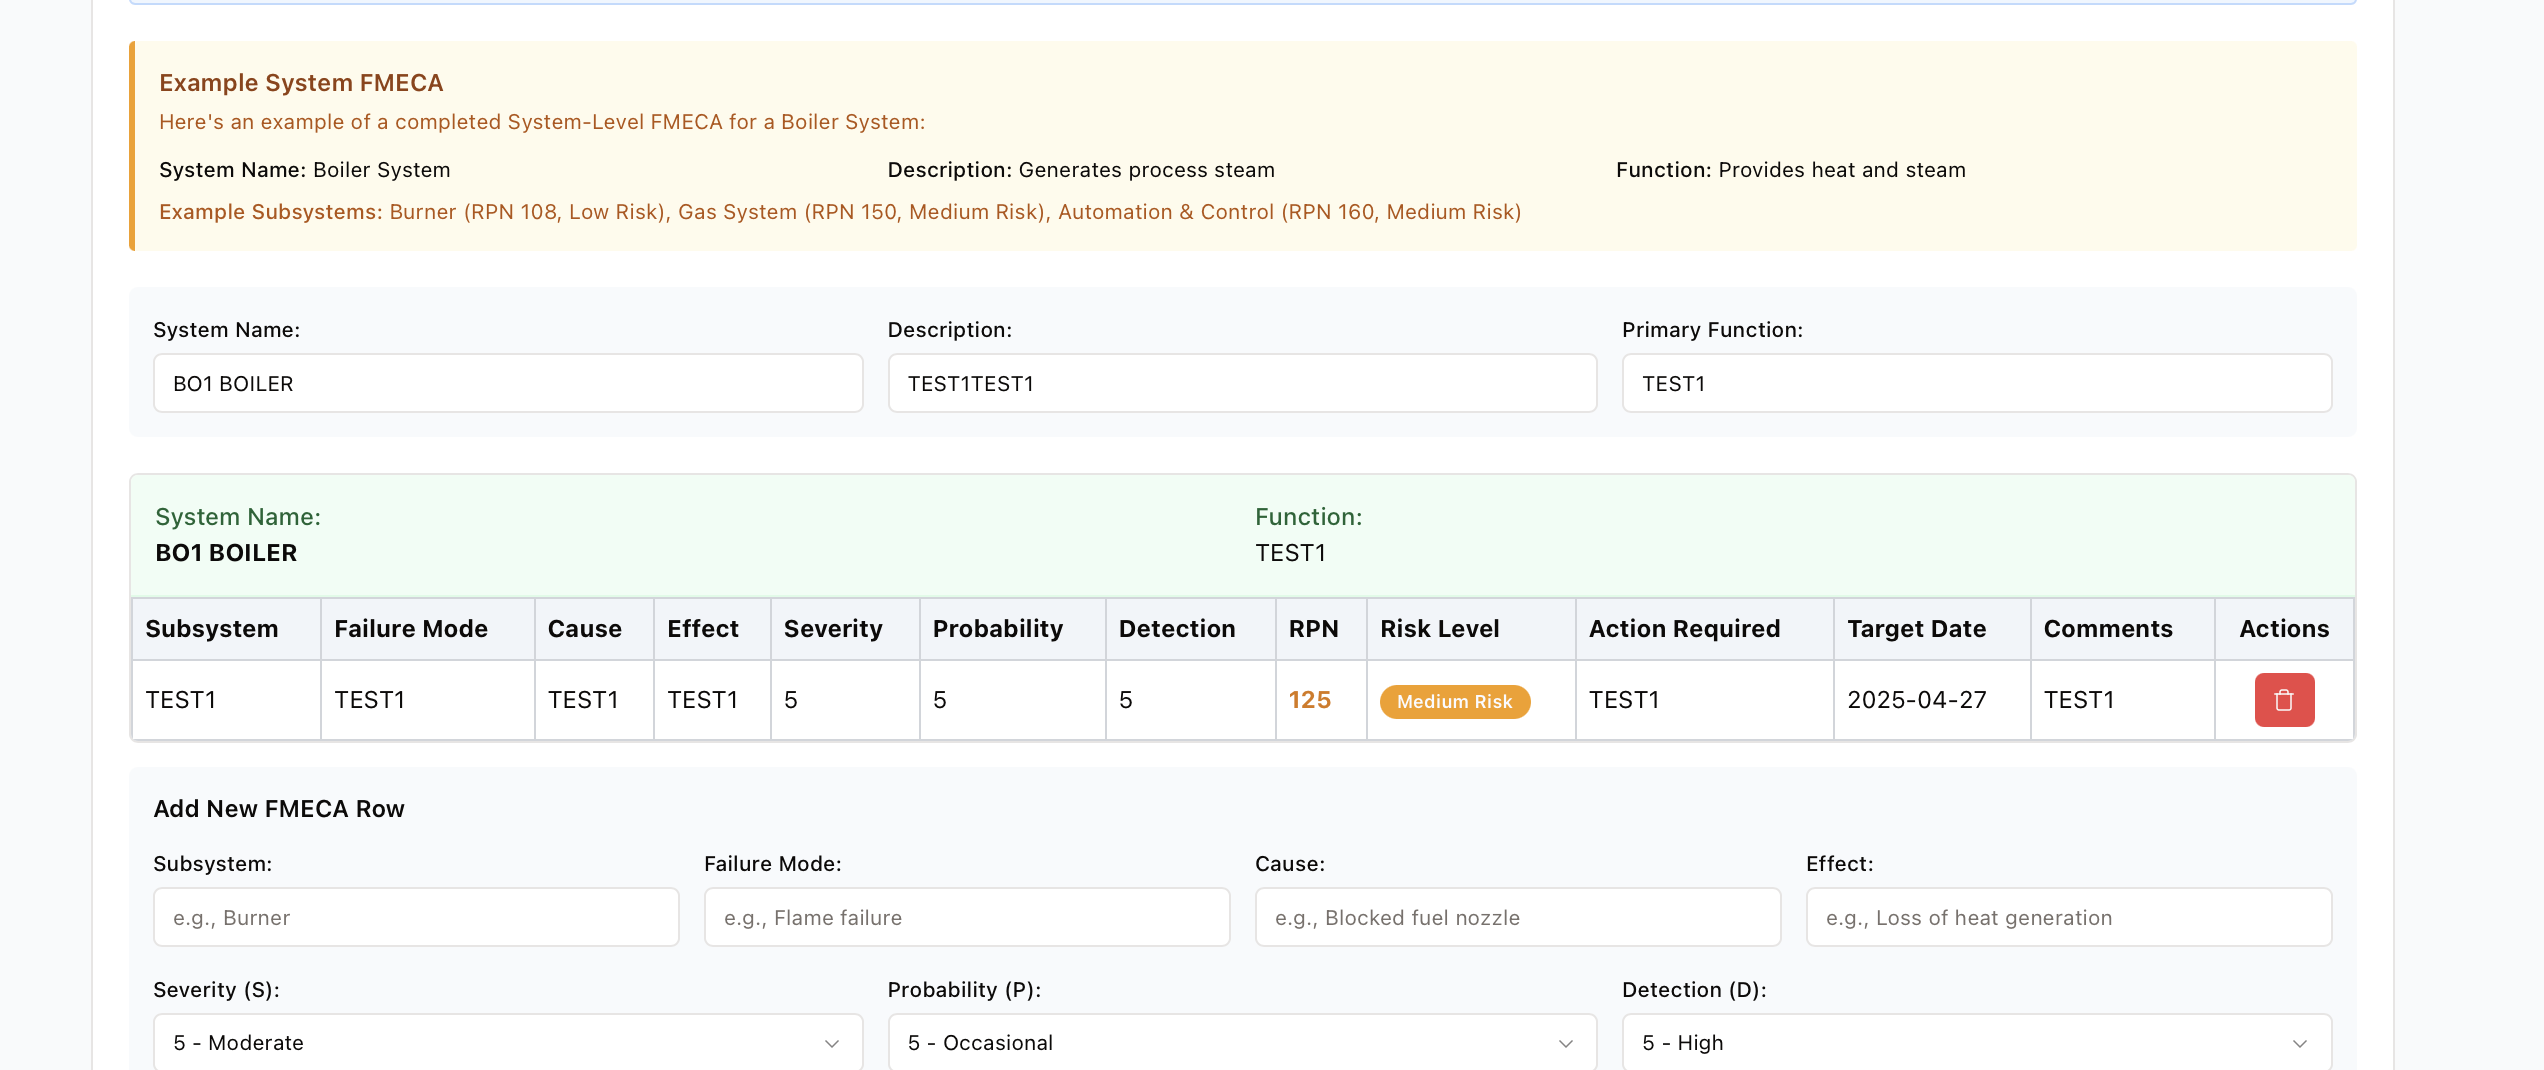 Example System FMECA
Here's an example of a completed System-Level FMECA for a Boiler System:
System Name: Boiler System Description: Generates process steam Function: Provides heat and steam
Example Subsystems: Burner (RPN 108, Low Risk), Gas System (RPN 150, Medium Risk), Automation & Control (RPN 160, Medium Risk)
System Name: Description: Primary Function:
BO1 BOILER TEST1TEST1 TEST1
System Name: Function:
BO1 BOILER TEST1
Subsystem Failure Mode Cause Effect Severity Probability Detection RPN Risk Level Action Required Target Date Comments Actions
TEST1 TEST1 TEST1 TEST1 5 5 5 125 Medium Risk TEST1 2025-04-27 TEST1
Add New FMECA Row
Subsystem: Failure Mode: Cause: Effect:
e.g., Burner e.g., Flame failure e.g., Blocked fuel nozzle e.g., Loss of heat generation
Severity (S): Probability (P): Detection (D):
5 - Moderate 5 - Occasional 5 - High